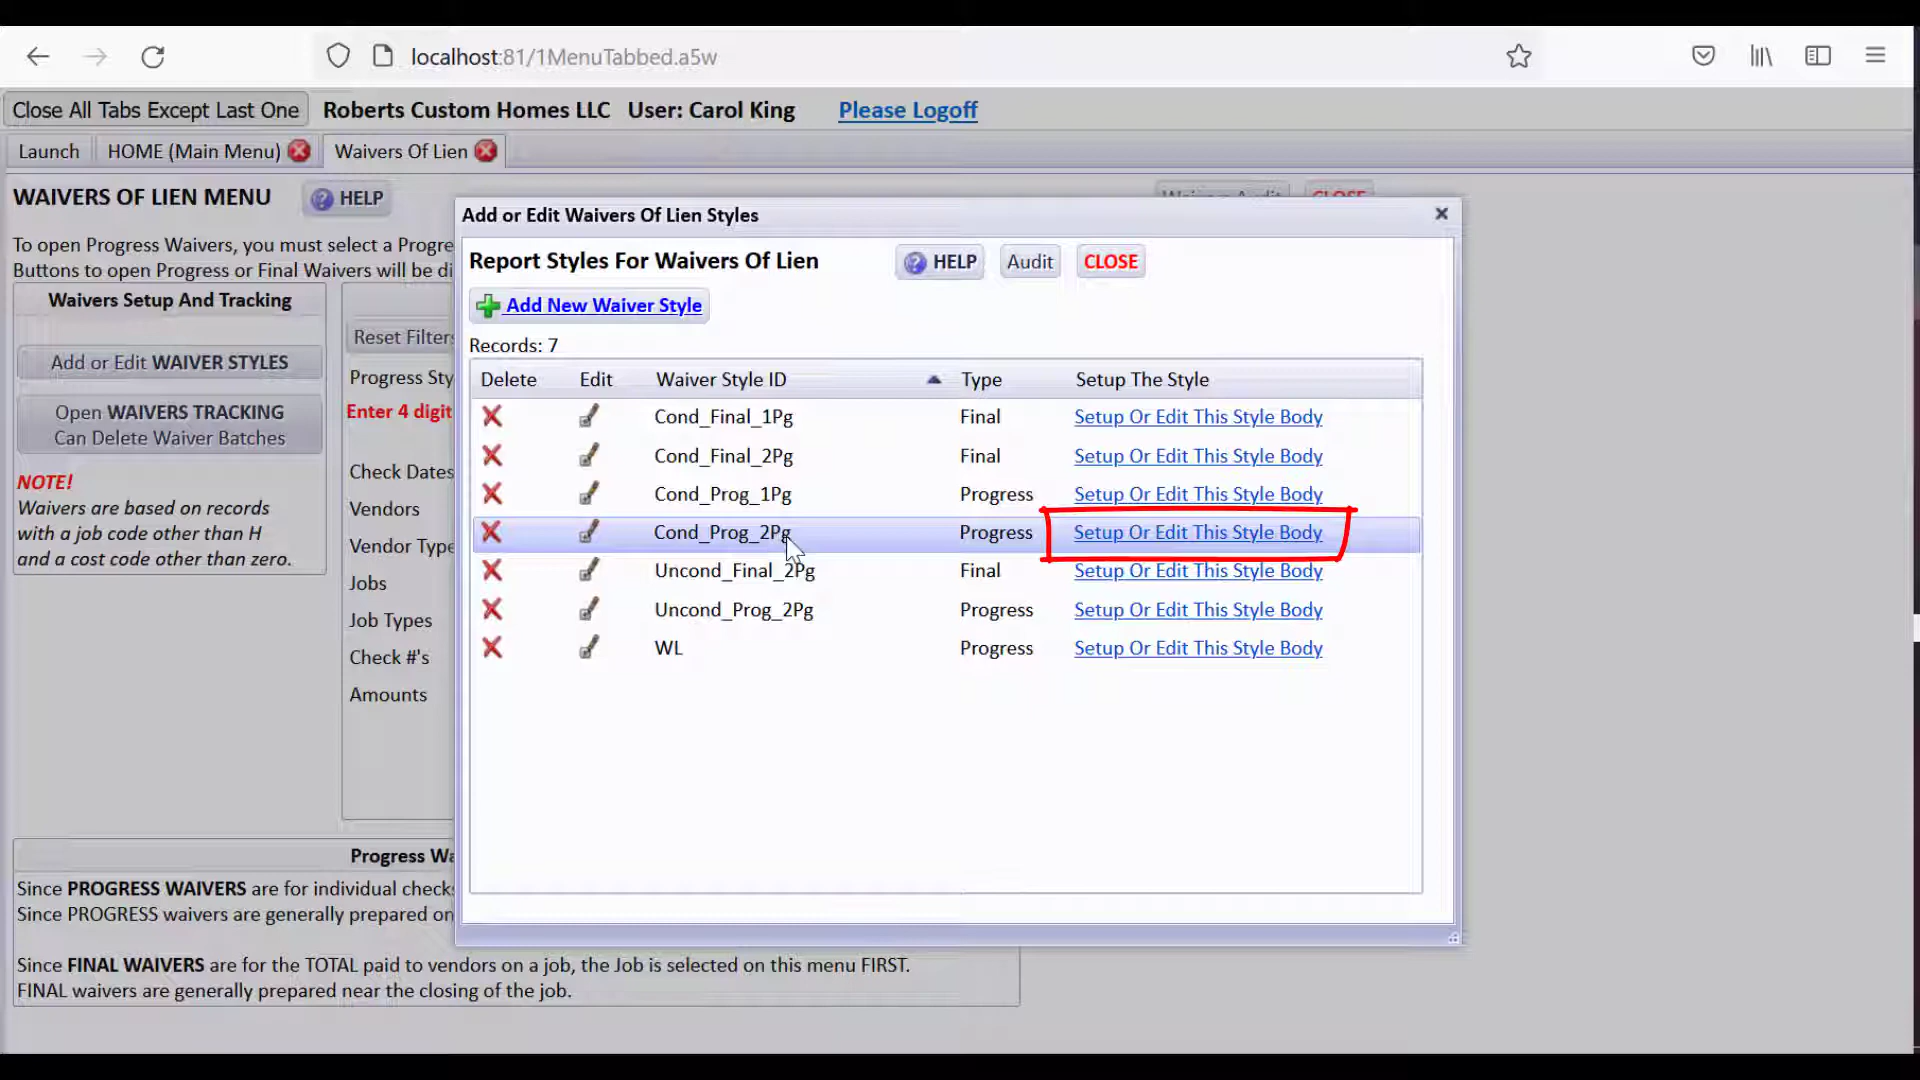 localhost:81/1MenuTabbed.a5w
Close All Tabs Except Last One Roberts Custom Homes LLC User: Carol King Please Logoff
Launch HOME (Main Menu) Waivers Of Lien
WAIVERS OF LIEN MENU HELP
To open Progress Waivers, you must select a Progre
Buttons to open Progress or Final Waivers will be di
Waivers Setup And Tracking
Add or Edit WAIVER STYLES
Open WAIVERS TRACKING
Can Delete Waiver Batches
NOTE!
Waivers are based on records
with a job code other than H
and a cost code other than zero.
Reset Filters
Progress Sty
Enter 4 digit
Check Dates
Vendors
Vendor Type
Jobs
Job Types
Check #'s
Amounts
CLOSE
Add or Edit Waivers Of Lien Styles
Report Styles For Waivers Of Lien HELP Audit CLOSE
Add New Waiver Style
Records: 7
Delete Edit Waiver Style ID Type Setup The Style
Cond_Final_1Pg Final Setup Or Edit This Style Body
Cond_Final_2Pg Final Setup Or Edit This Style Body
Cond_Prog_1Pg Progress Setup Or Edit This Style Body
Cond_Prog_2Pg Progress Setup Or Edit This Style Body
Uncond_Final_2Pg Final Setup Or Edit This Style Body
Uncond_Prog_2Pg Progress Setup Or Edit This Style Body
WL Progress Setup Or Edit This Style Body
Progress Wa
Since PROGRESS WAIVERS are for individual checks
Since PROGRESS waivers are generally prepared on
Since FINAL WAIVERS are for the TOTAL paid to vendors on a job, the Job is selected on this menu FIRST.
FINAL waivers are generally prepared near the closing of the job.